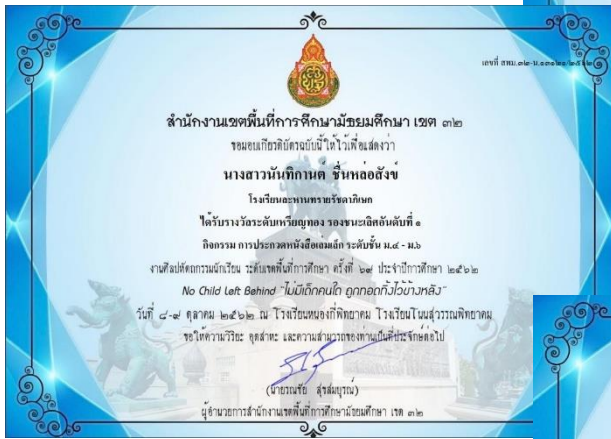 เลขที่ สพม.๓๒-น.
สำนักงานเขตพื้นที่การศึกษามัธยมศึกษา เขต ๓๒
ขอมอบเกียรติบัตรฉบับนี้ให้ไว้เพื่อแสดงว่า
นางสาวนันทิกานต์ ชื่นหล่อสังข์
โรงเรียนละหานทรายรัชดาภิเษก
ได้รับรางวัลระดับเหรียญทอง รองชนะเลิศอันดับที่ ๑
กิจกรรม การประกวดหนังสือเล่มเล็ก ระดับชั้น ม.๔ - ม.๖
งานศิลปหัตถกรรมนักเรียน ระดับเขตพื้นที่การศึกษา ครั้งที่ ๖๙ ประจำปีการศึกษา ๒๕๖๒
No Child Left Behind "ไม่มีเด็กคนใด ถูกทอดทิ้งไว้ข้างหลัง"
วันที่ ๘-๙ ตุลาคม ๒๕๖๒ ณ โรงเรียนหนองกี่พิทยาคม โรงเรียนโนนสุวรรณพิทยาคม
ขอให้ความวิริยะ อุตสาหะ และความสามารถของท่านเป็นที่ประจักษ์ต่อไป
(นายรณชัย สุขสมบูรณ์)
ผู้อำนวยการสำนักงานเขตพื้นที่การศึกษามัธยมศึกษา เขต ๓๒